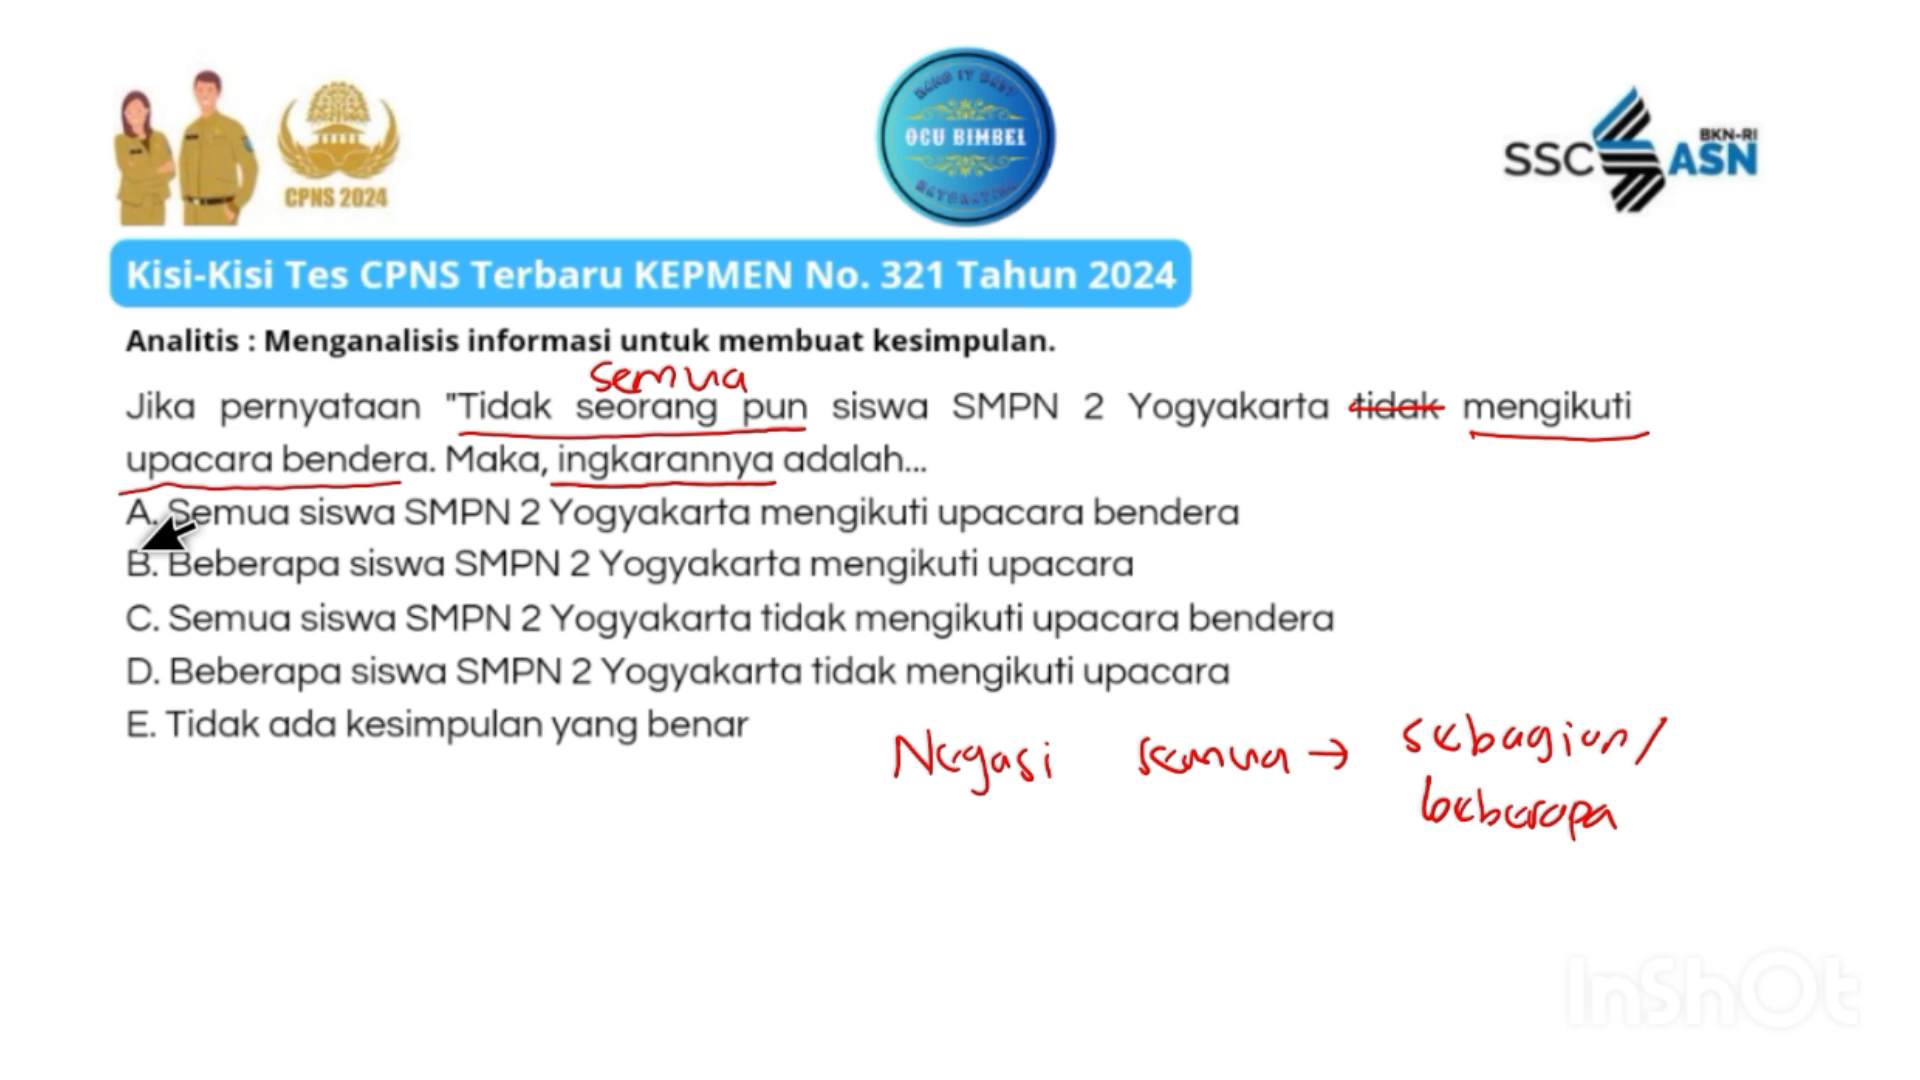 CPNS 2024
OCU BIMBEL
SSC ASN
BKN-RI
Kisi-Kisi Tes CPNS Terbaru KEPMEN No. 321 Tahun 2024
Analitis : Menganalisis informasi untuk membuat kesimpulan.
semua
Jika pernyataan "Tidak seorang pun siswa SMPN 2 Yogyakarta tidak mengikuti
upacara bendera. Maka, ingkarannya adalah...
A. Semua siswa SMPN 2 Yogyakarta mengikuti upacara bendera
B. Beberapa siswa SMPN 2 Yogyakarta mengikuti upacara
C. Semua siswa SMPN 2 Yogyakarta tidak mengikuti upacara bendera
D. Beberapa siswa SMPN 2 Yogyakarta tidak mengikuti upacara
E. Tidak ada kesimpulan yang benar
Negasi semua → sebagian/
beberapa
InShOt